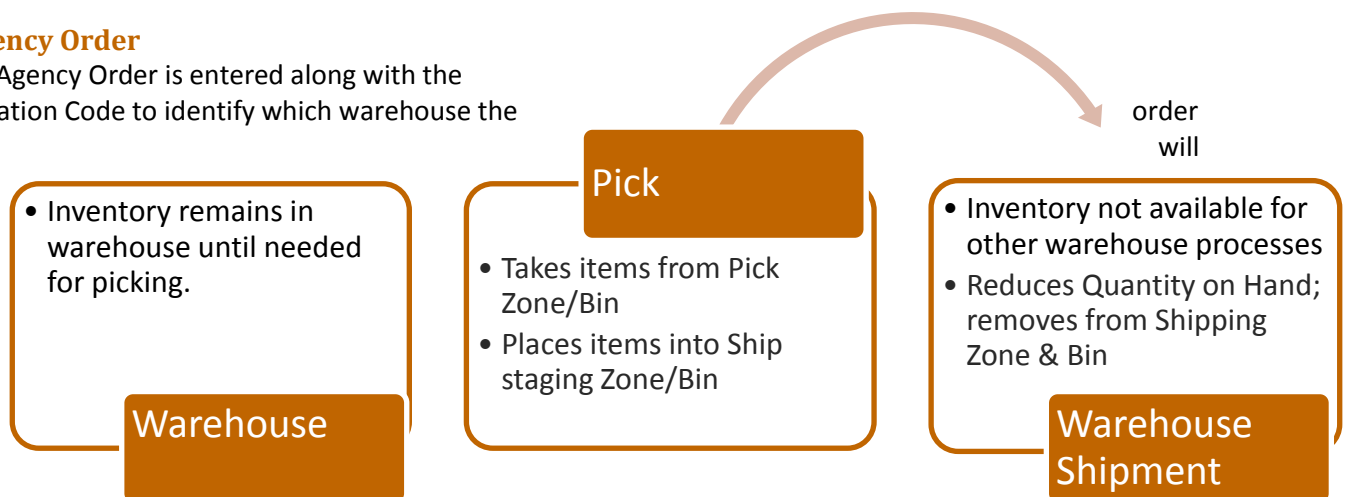 ency Order
Agency Order is entered along with the
ation Code to identify which warehouse the
order
will
• Inventory remains in
warehouse until needed
for picking.
Warehouse
Pick
• Takes items from Pick
Zone/Bin
• Places items into Ship
staging Zone/Bin
• Inventory not available for
other warehouse processes
• Reduces Quantity on Hand;
removes from Shipping
Zone & Bin
Warehouse
Shipment